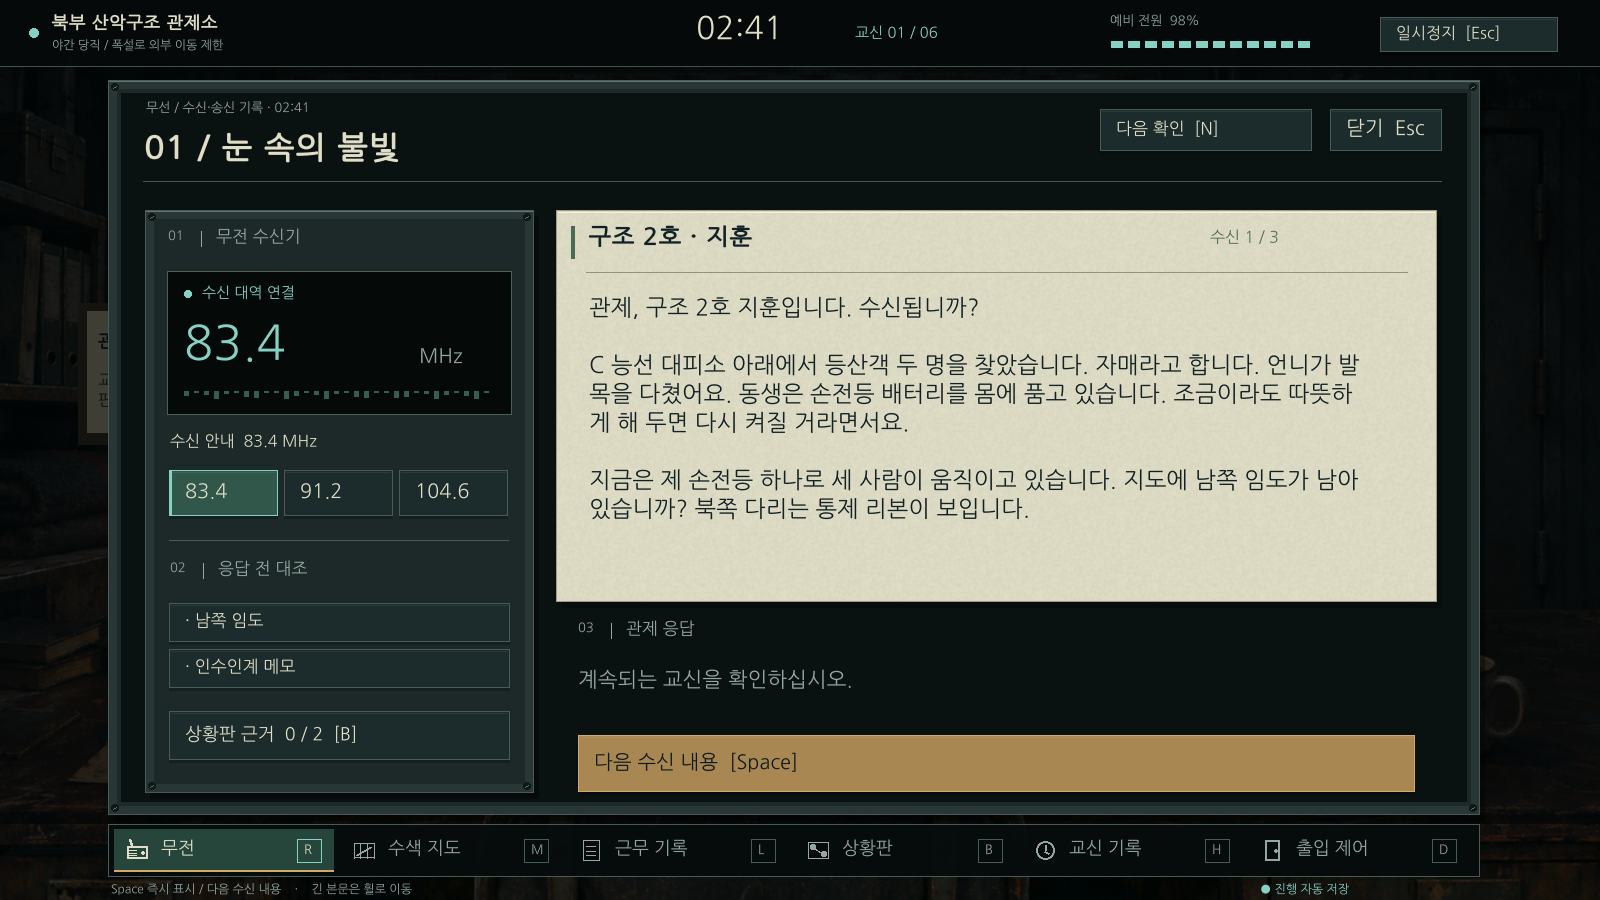 북부 산악구조 관제소
야간 당직 / 폭설로 외부 이동 제한
02:41
교신 01 / 06
예비 전원 98%
일시정지 [Esc]
무선 / 수신·송신 기록 · 02:41
01 / 눈 속의 불빛
다음 확인 [N]
닫기 Esc
01 | 무전 수신기
수신 대역 연결
83.4
MHz
수신 안내 83.4 MHz
83.4
91.2
104.6
02 | 응답 전 대조
· 남쪽 임도
· 인수인계 메모
상황판 근거 0 / 2 [B]
구조 2호 · 지훈
수신 1 / 3
관제, 구조 2호 지훈입니다. 수신됩니까?
C 능선 대피소 아래에서 등산객 두 명을 찾았습니다. 자매라고 합니다. 언니가 발
목을 다쳤어요. 동생은 손전등 배터리를 몸에 품고 있습니다. 조금이라도 따뜻하
게 해 두면 다시 켜질 거라면서요.
지금은 제 손전등 하나로 세 사람이 움직이고 있습니다. 지도에 남쪽 임도가 남아
있습니까? 북쪽 다리는 통제 리본이 보입니다.
03 | 관제 응답
계속되는 교신을 확인하십시오.
다음 수신 내용 [Space]
무전 R
수색 지도 M
근무 기록 L
상황판 B
교신 기록 H
출입 제어 D
Space 즉시 표시 / 다음 수신 내용 · 긴 본문은 휠로 이동
진행 자동 저장